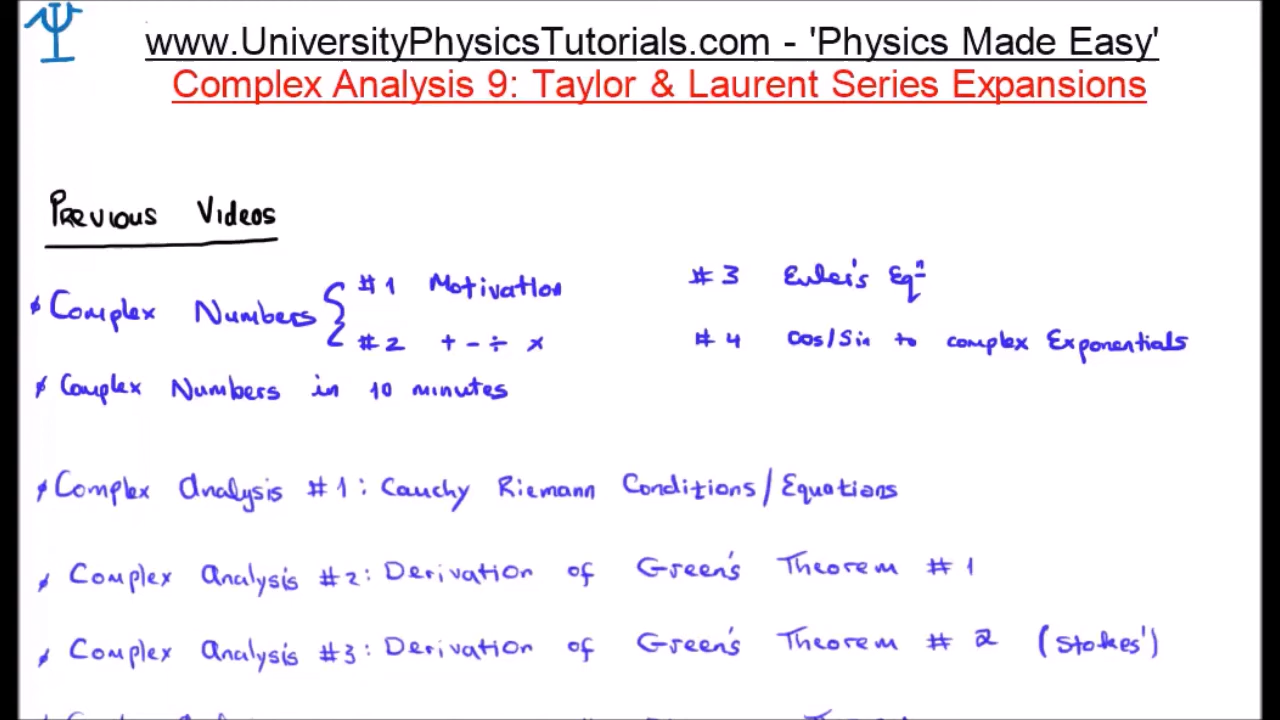 www.UniversityPhysicsTutorials.com - 'Physics Made Easy'
Complex Analysis 9: Taylor & Laurent Series Expansions
Previous Videos
Complex Numbers { #1 Motivation
#2 + - ÷ ×
#3 Euler's Eqⁿ
#4 Cos/Sin to complex Exponentials
Complex Numbers in 10 minutes
Complex Analysis #1: Cauchy Riemann Conditions/Equations
Complex Analysis #2: Derivation of Green's Theorem #1
Complex Analysis #3: Derivation of Green's Theorem #2 (Stokes')